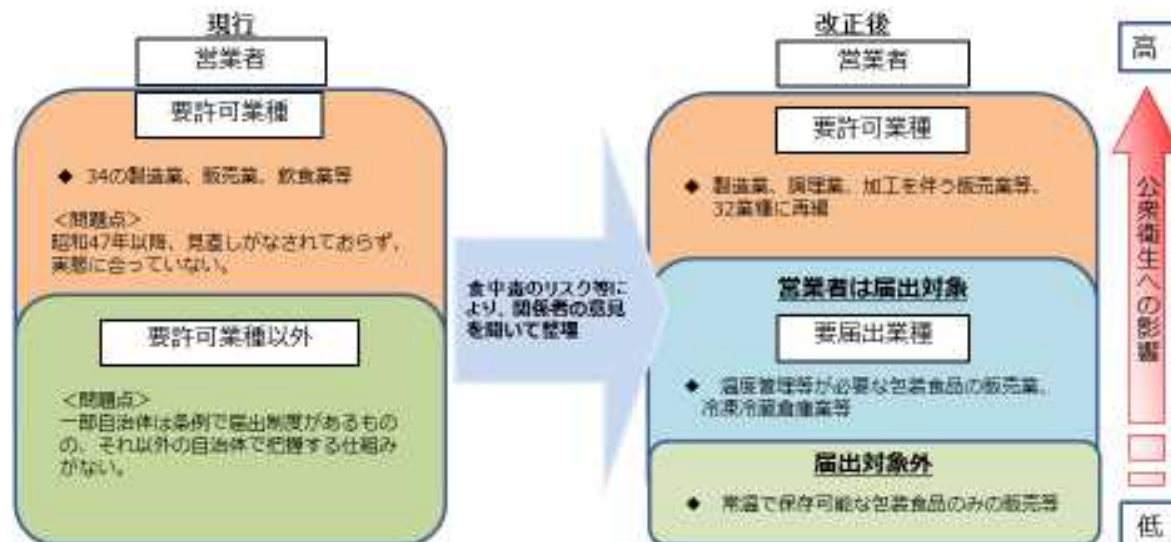 現行
営業者
要許可業種
◆ 34の製造業、販売業、飲食業等
＜問題点＞
昭和47年以降、見直しがなされておらず、
実態に合っていない。
要許可業種以外
＜問題点＞
一部自治体は条例で届出制度があるもの
の、それ以外の自治体で把握する仕組み
がない。
食中毒のリスク等に
より、関係者の意見
を聞いて整理
改正後
営業者
要許可業種
◆ 製造業、調理業、加工を伴う販売業等、
32業種に再編
営業者は届出対象
要届出業種
◆ 温度管理等が必要な包装食品の販売業、
冷凍冷蔵倉庫業等
届出対象外
◆ 常温で保存可能な包装食品のみの販売等
高
公衆衛生への影響
低